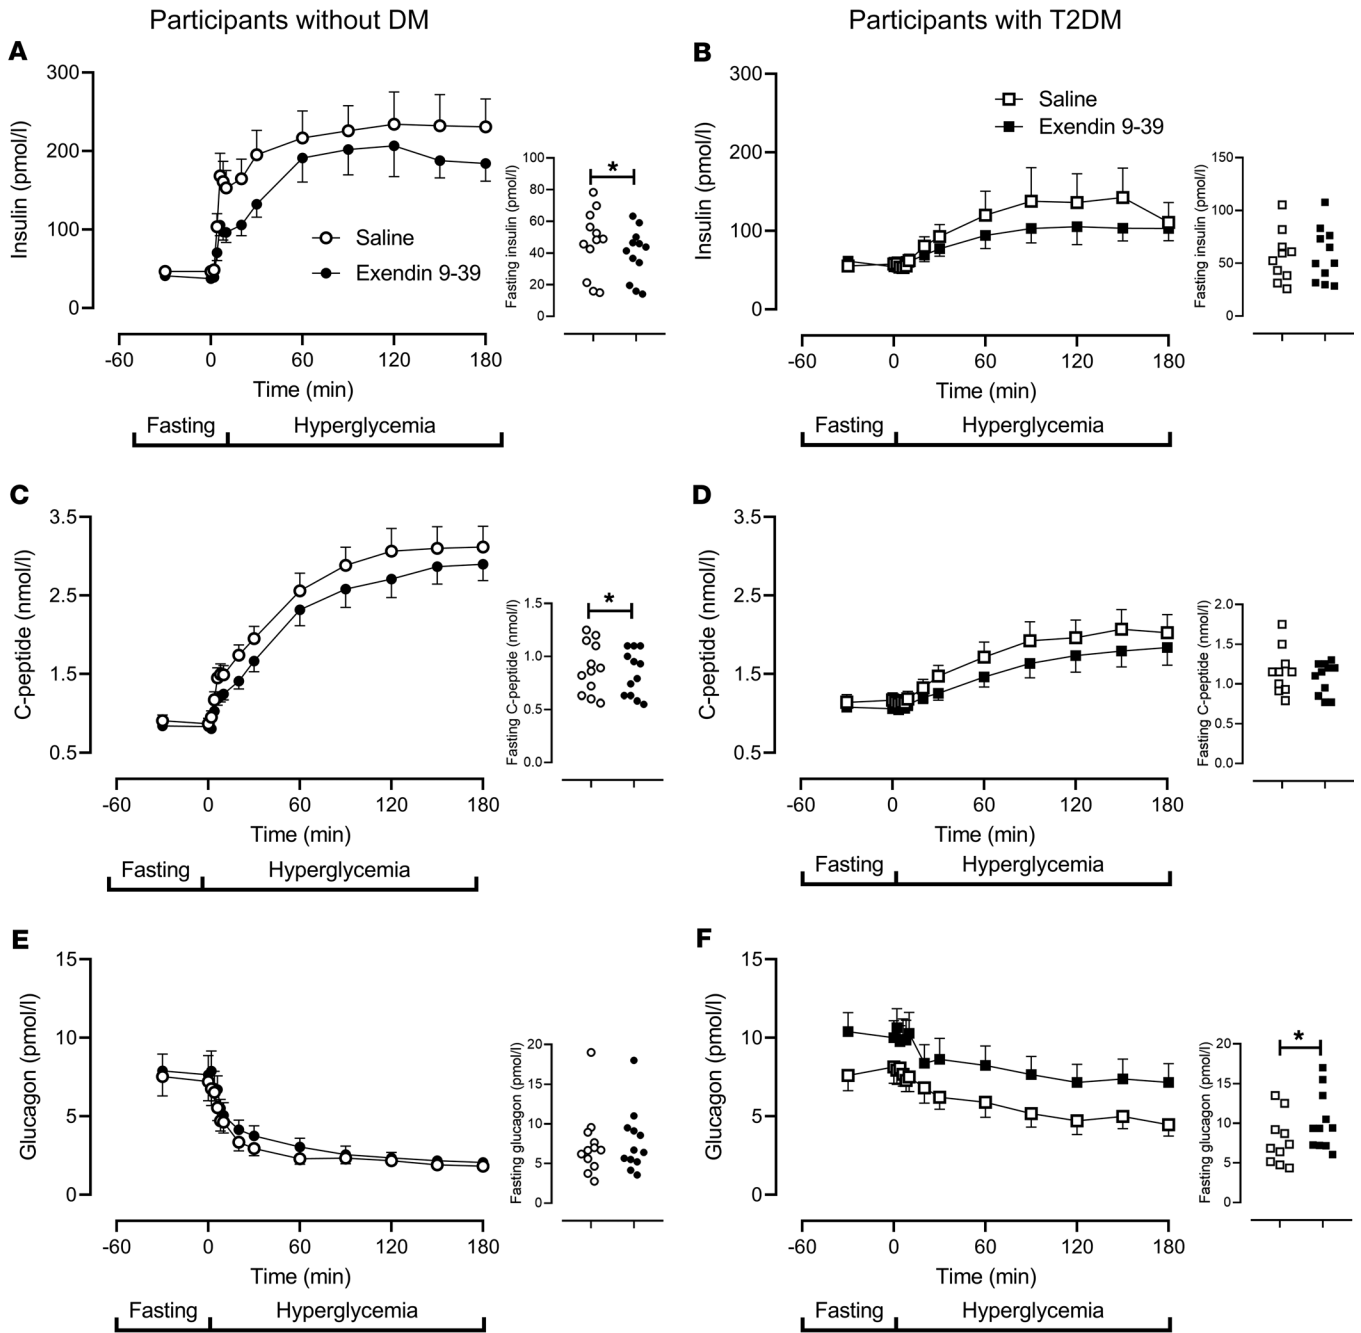 Participants without DM
Participants with T2DM
A
Insulin (pmol/l)
300
200
100
0
-60
0
60
120
180
Time (min)
Fasting
Hyperglycemia
Saline
Exendin 9-39
Fasting insulin (pmol/l)
100
80
60
40
20
0
*
B
Insulin (pmol/l)
300
200
100
0
-60
0
60
120
180
Time (min)
Fasting
Hyperglycemia
Saline
Exendin 9-39
Fasting insulin (pmol/l)
150
100
50
0
C
C-peptide (nmol/l)
3.5
2.5
1.5
0.5
-60
0
60
120
180
Time (min)
Fasting
Hyperglycemia
Fasting C-peptide (nmol/l)
1.5
1.0
0.5
0.0
*
D
C-peptide (nmol/l)
3.5
2.5
1.5
0.5
-60
0
60
120
180
Time (min)
Fasting
Hyperglycemia
Fasting C-peptide (nmol/l)
2.0
1.5
1.0
0.5
0.0
E
Glucagon (pmol/l)
15
10
5
0
-60
0
60
120
180
Time (min)
Fasting
Hyperglycemia
Fasting glucagon (pmol/l)
20
15
10
5
0
F
Glucagon (pmol/l)
15
10
5
0
-60
0
60
120
180
Time (min)
Fasting
Hyperglycemia
Fasting glucagon (pmol/l)
20
15
10
5
0
*